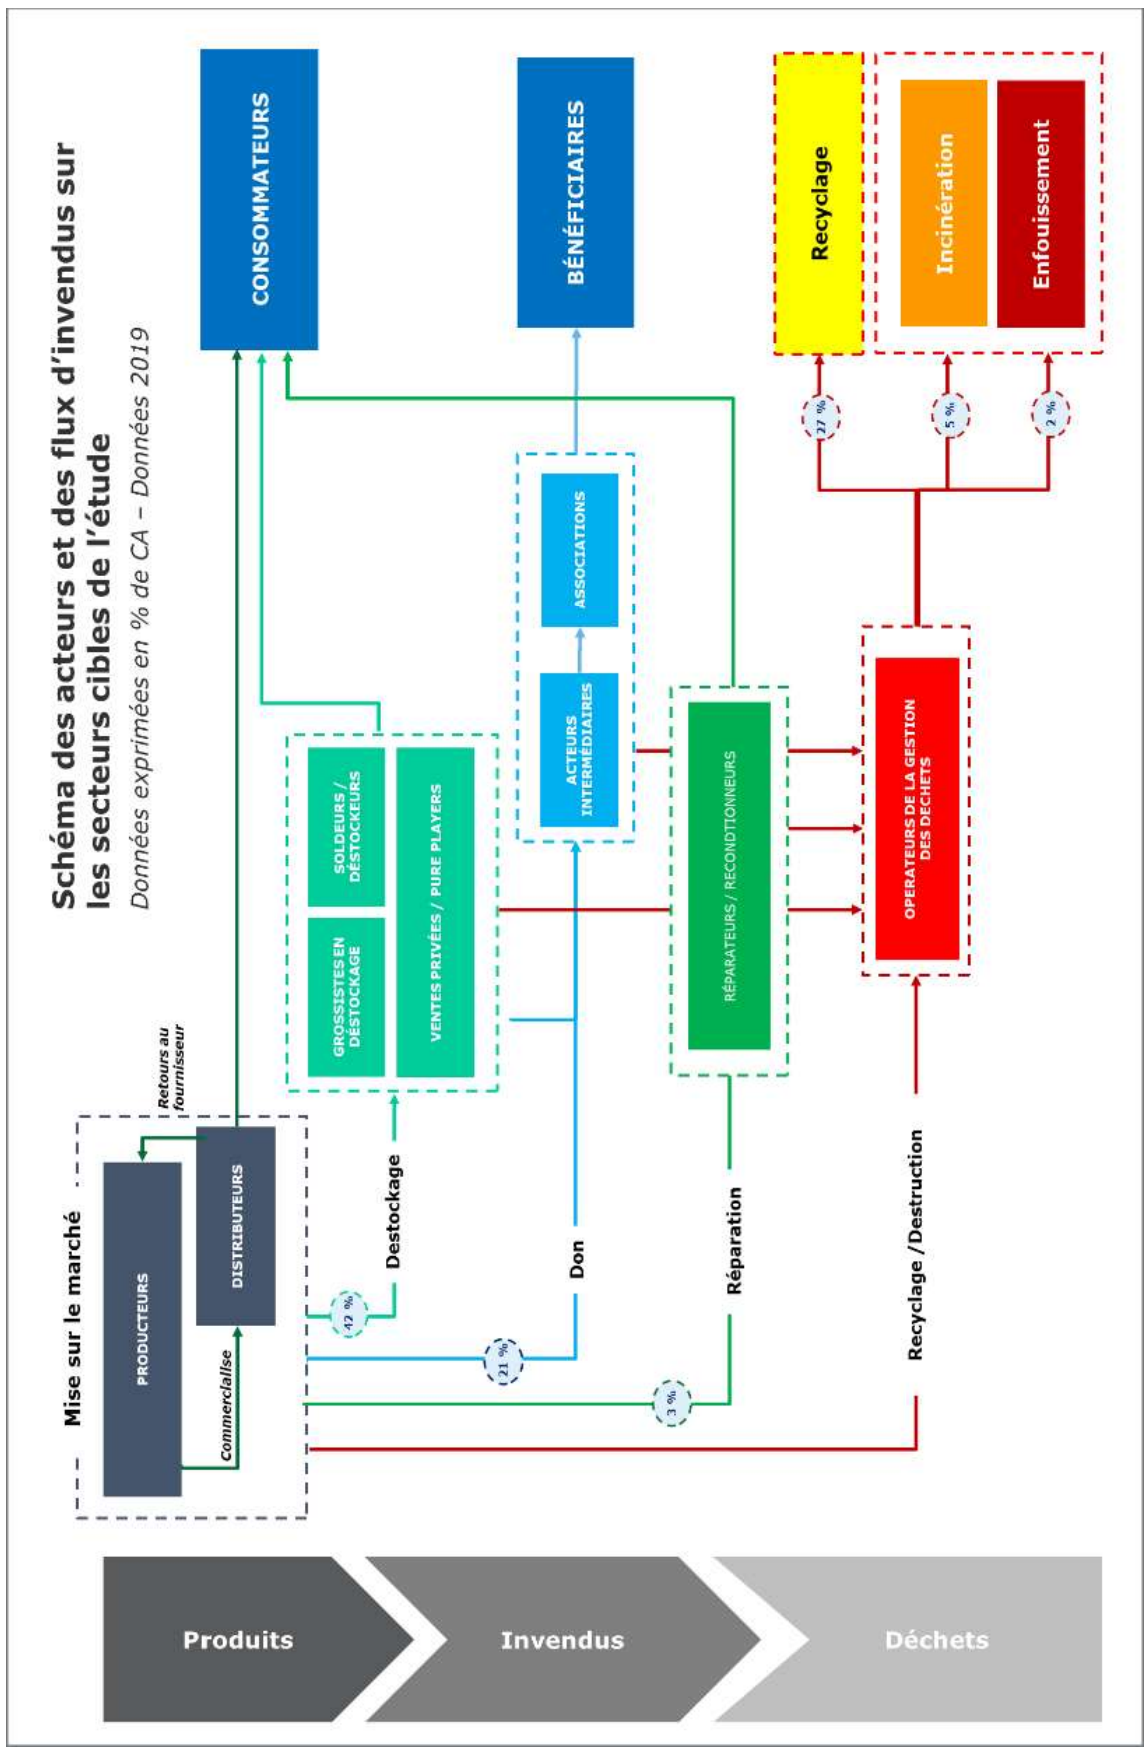 Schéma des acteurs et des flux d'invendus sur
les secteurs cibles de l'étude
Données exprimées en % de CA – Données 2019
Produits
Invendus
Déchets
Mise sur le marché
PRODUCTEURS
Commercialise
DISTRIBUTEURS
Retours au
fournisseur
CONSOMMATEURS
42 %
Destockage
GROSSISTES EN
DÉSTOCKAGE
SOLDEURS /
DÉSTOCKEURS
VENTES PRIVÉES / PURE PLAYERS
21 %
Don
ACTEURS
INTERMÉDIAIRES
ASSOCIATIONS
BÉNÉFICIAIRES
3 %
Réparation
RÉPARATEURS / RECONDTIONNEURS
Recyclage /Destruction
OPERATEURS DE LA GESTION
DES DECHETS
27 %
5 %
2 %
Recyclage
Incinération
Enfouissement